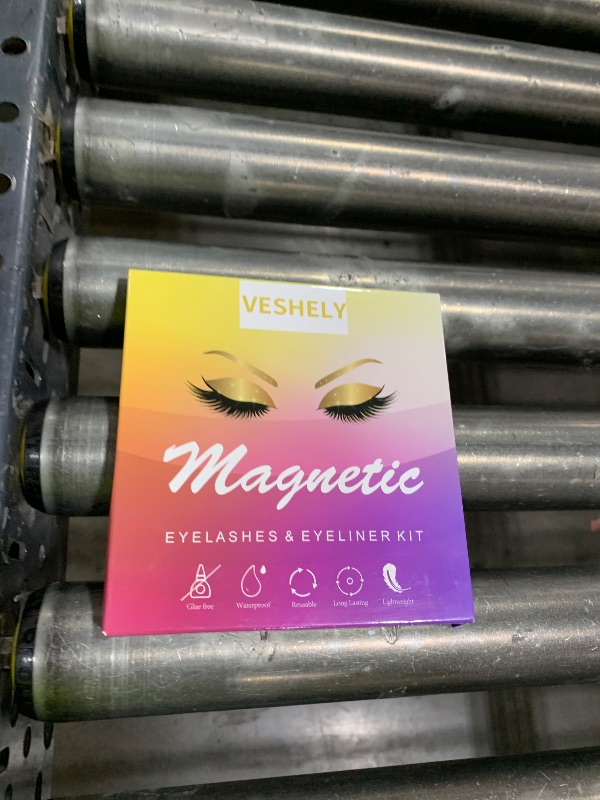 VESHELY
Magnetic
EYELASHES & EYELINER KIT
Glue free Waterproof Reusable Long Lasting Lightweight